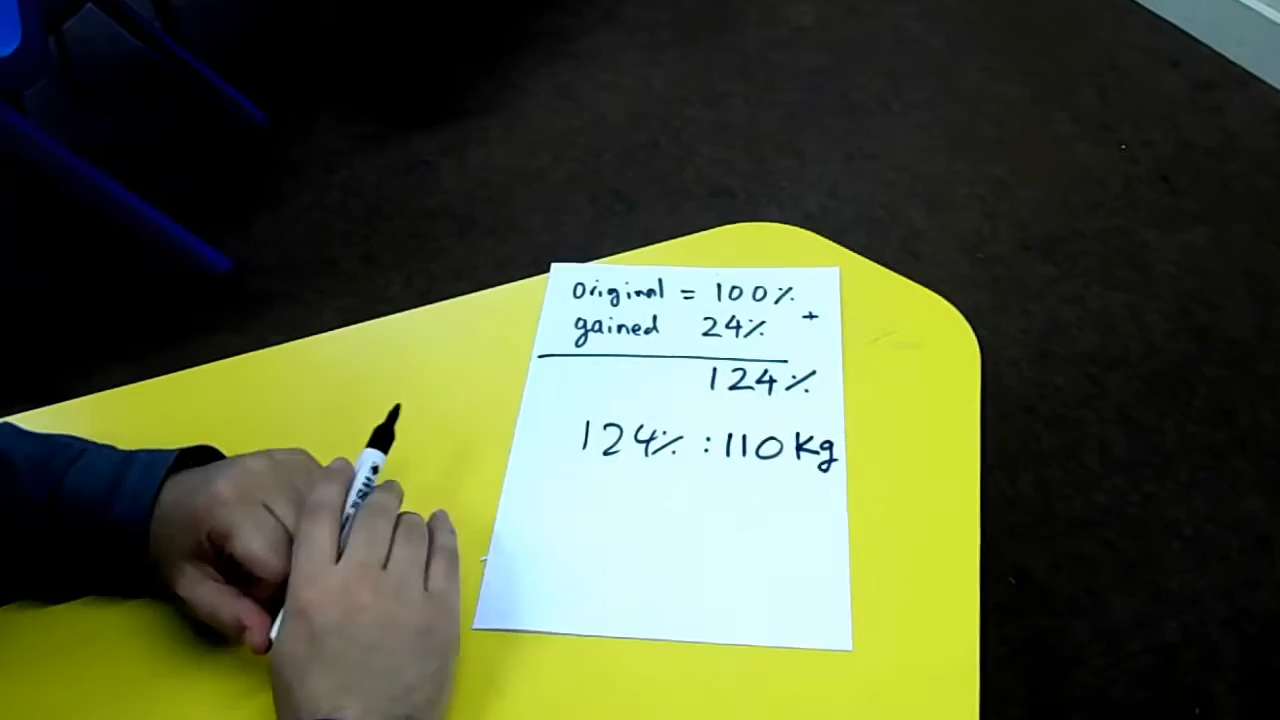 original = 100% +
gained 24%
124%
124% : 110 Kg